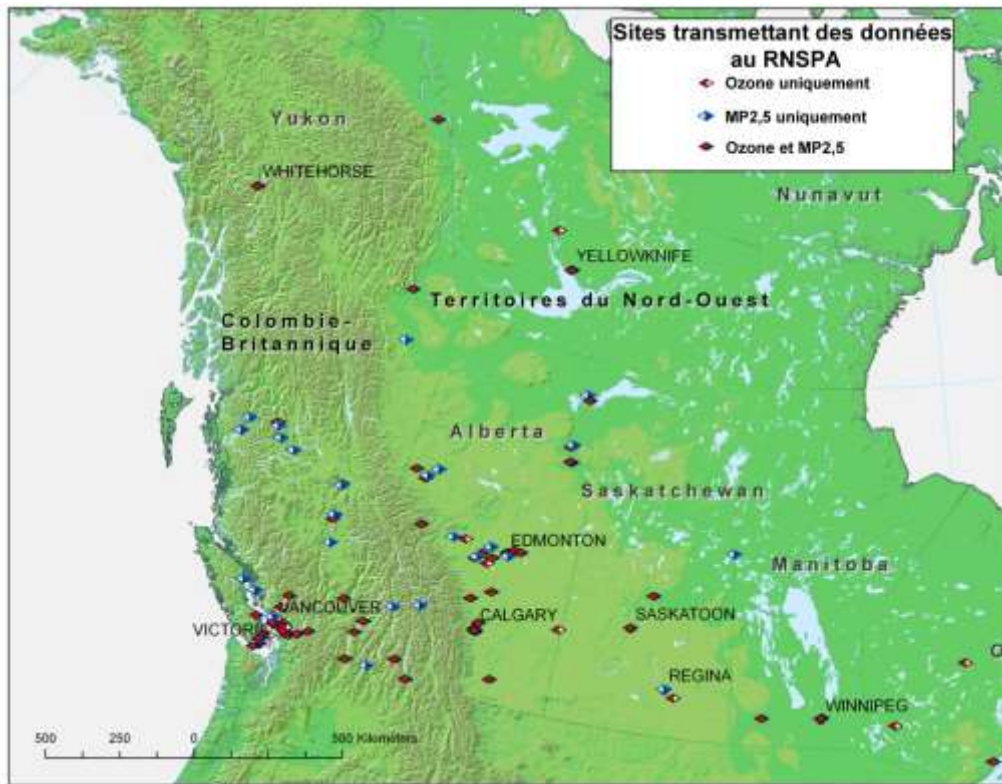 Sites transmettant des données
au RNSPA
Ozone uniquement
MP2,5 uniquement
Ozone et MP2,5
Yukon
WHITEHORSE
Nunavut
YELLOWKNIFE
Territoires du Nord-Ouest
Colombie-
Britannique
Alberta
Saskatchewan
EDMONTON
Manitoba
VANCOUVER
CALGARY
SASKATOON
VICTORI
O
REGINA
WINNIPEG
500 250 0 500 Kilométers